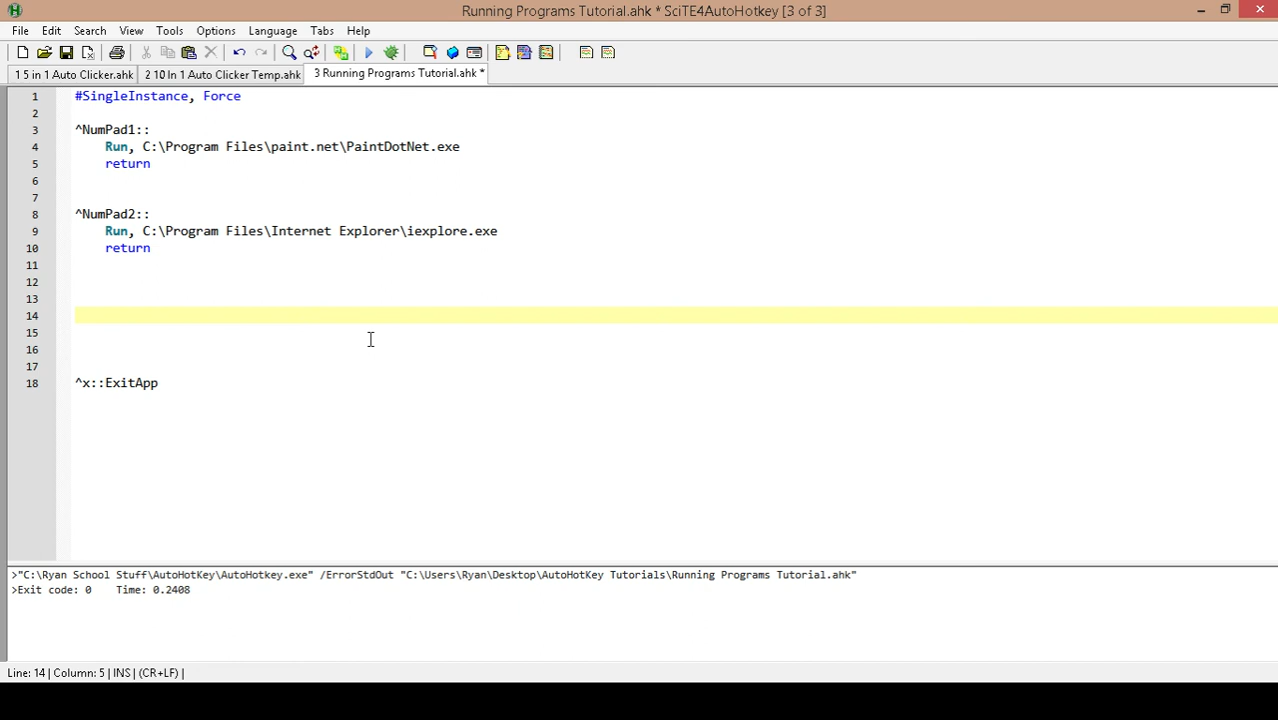 Running Programs Tutorial.ahk * SciTE4AutoHotkey [3 of 3]
File Edit Search View Tools Options Language Tabs Help
1 5 in 1 Auto Clicker.ahk 2 10 In 1 Auto Clicker Temp.ahk 3 Running Programs Tutorial.ahk *
1 #SingleInstance, Force
2
3 ^NumPad1::
4 Run, C:\Program Files\paint.net\PaintDotNet.exe
5 return
6
7
8 ^NumPad2::
9 Run, C:\Program Files\Internet Explorer\iexplore.exe
10 return
11
12
13
14
15
16
17
18 ^x::ExitApp
>"C:\Ryan School Stuff\AutoHotKey\AutoHotkey.exe" /ErrorStdOut "C:\Users\Ryan\Desktop\AutoHotKey Tutorials\Running Programs Tutorial.ahk"
>Exit code: 0 Time: 0.2408
Line: 14 | Column: 5 | INS | (CR+LF) |